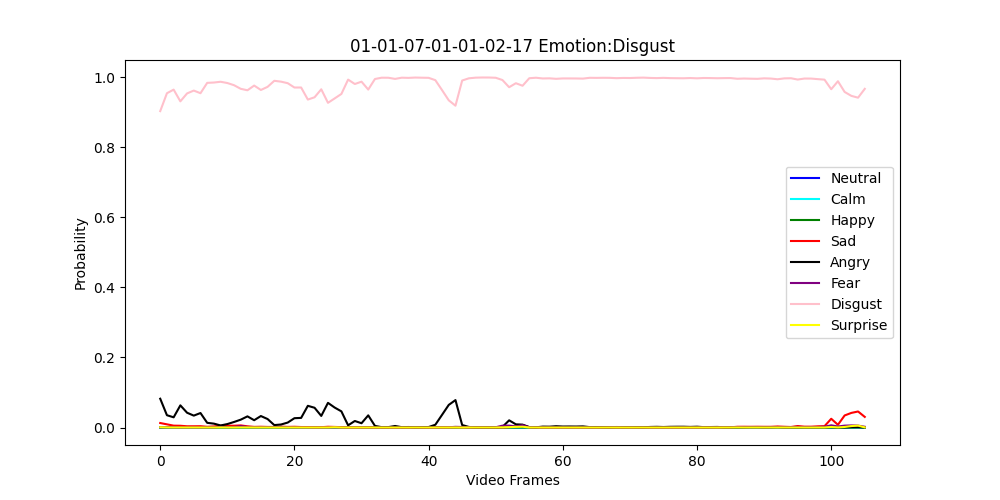 01-01-07-01-01-02-17 Emotion:Disgust
1.0
0.8
0.6
0.4
0.2
0.0
Probability
0 20 40 60 80 100
Video Frames
Neutral
Calm
Happy
Sad
Angry
Fear
Disgust
Surprise